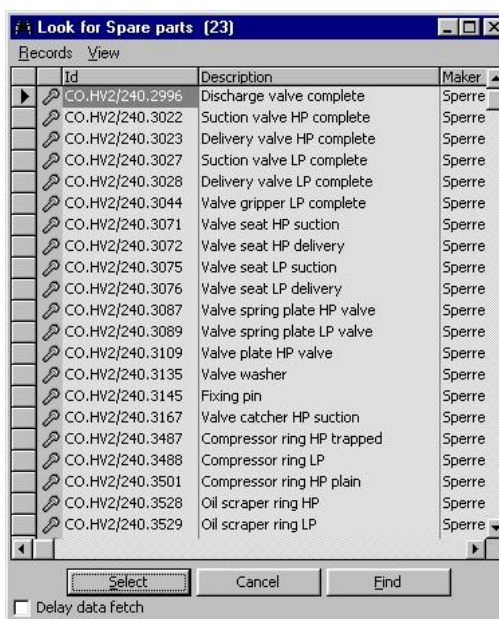 Look for Spare parts (23)
Records View
Id Description Maker
CO.HV2/240.2996 Discharge valve complete Sperre
CO.HV2/240.3022 Suction valve HP complete Sperre
CO.HV2/240.3023 Delivery valve HP complete Sperre
CO.HV2/240.3027 Suction valve LP complete Sperre
CO.HV2/240.3028 Delivery valve LP complete Sperre
CO.HV2/240.3044 Valve gripper LP complete Sperre
CO.HV2/240.3071 Valve seat HP suction Sperre
CO.HV2/240.3072 Valve seat HP delivery Sperre
CO.HV2/240.3075 Valve seat LP suction Sperre
CO.HV2/240.3076 Valve seat LP delivery Sperre
CO.HV2/240.3087 Valve spring plate HP valve Sperre
CO.HV2/240.3089 Valve spring plate LP valve Sperre
CO.HV2/240.3109 Valve plate HP valve Sperre
CO.HV2/240.3135 Valve washer Sperre
CO.HV2/240.3145 Fixing pin Sperre
CO.HV2/240.3167 Valve catcher HP suction Sperre
CO.HV2/240.3487 Compressor ring HP trapped Sperre
CO.HV2/240.3488 Compressor ring LP Sperre
CO.HV2/240.3501 Compressor ring HP plain Sperre
CO.HV2/240.3528 Oil scraper ring HP Sperre
CO.HV2/240.3529 Oil scraper ring LP Sperre
Select Cancel Find
Delay data fetch